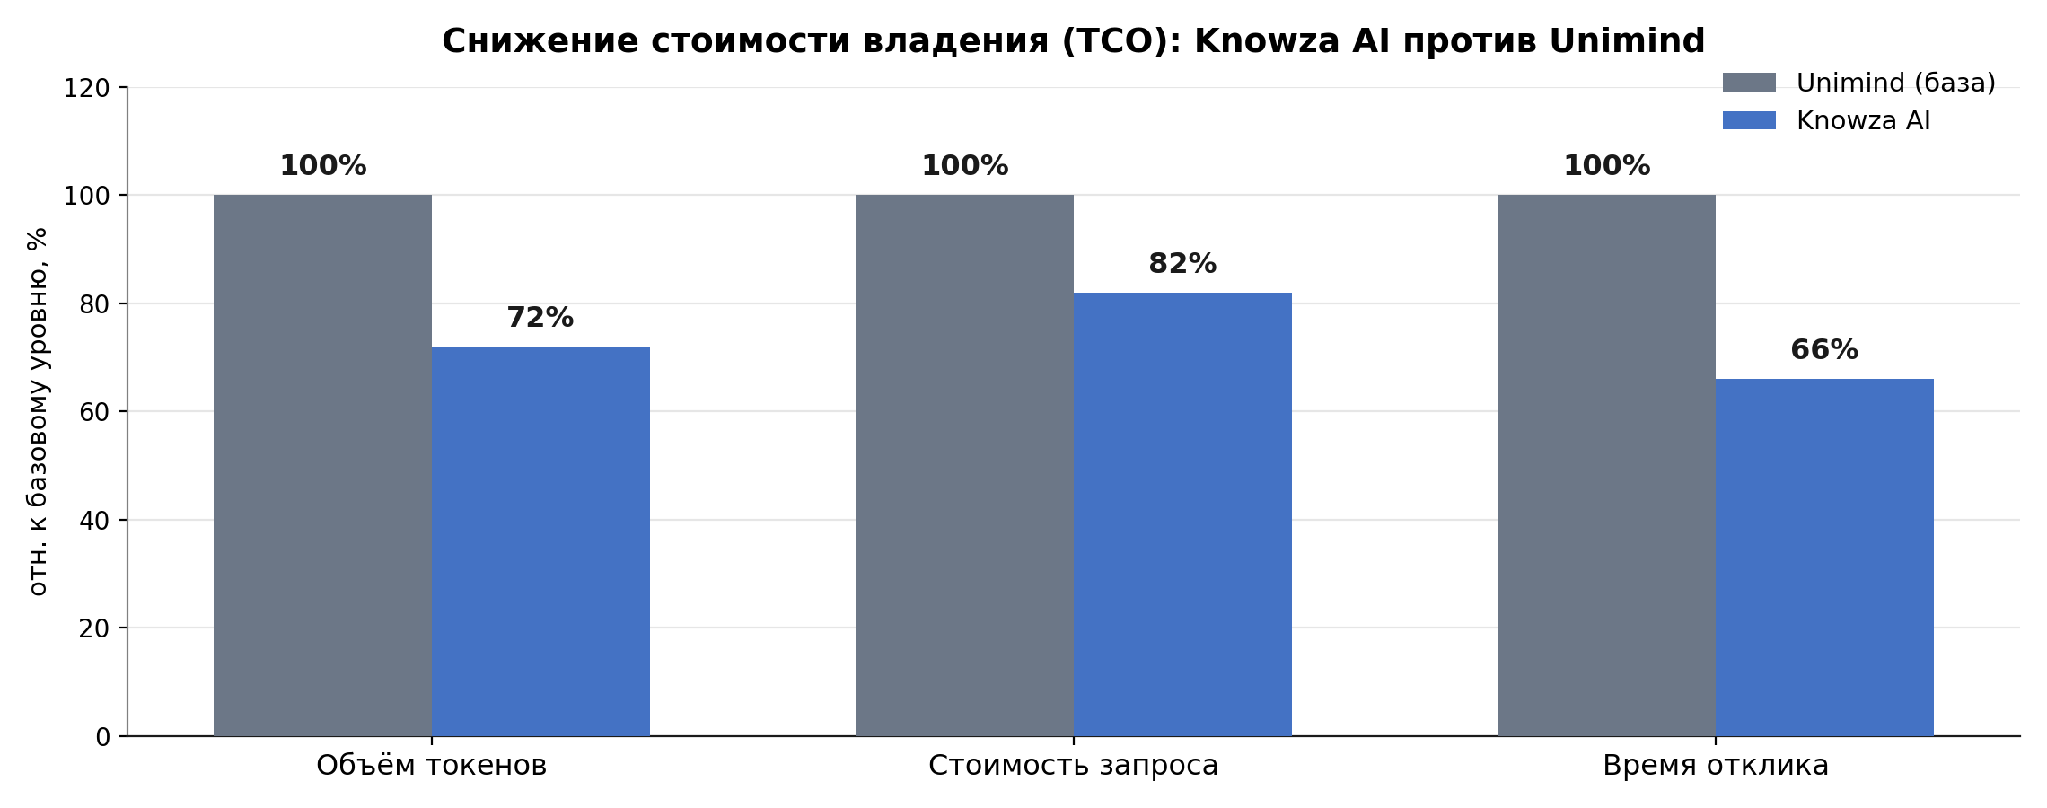 Снижение стоимости владения (TCO): Knowza AI против Unimind
Unimind (база)
Knowza AI
отн. к базовому уровню, %
120
100
80
60
40
20
0
100%
72%
100%
82%
100%
66%
Объём токенов
Стоимость запроса
Время отклика